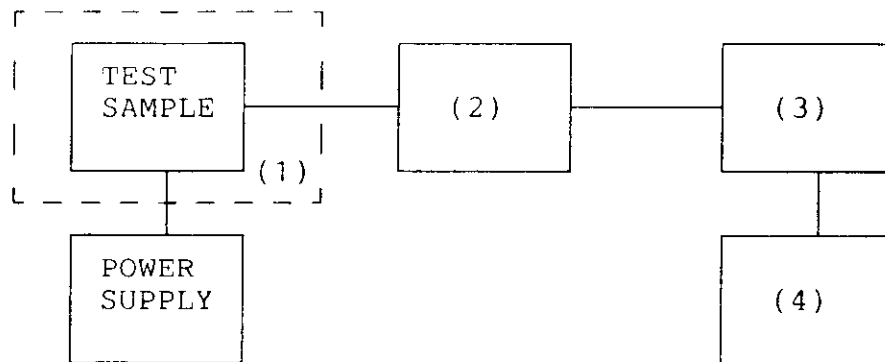 TEST
SAMPLE
(2)
(3)
(1)
POWER
SUPPLY
(4)